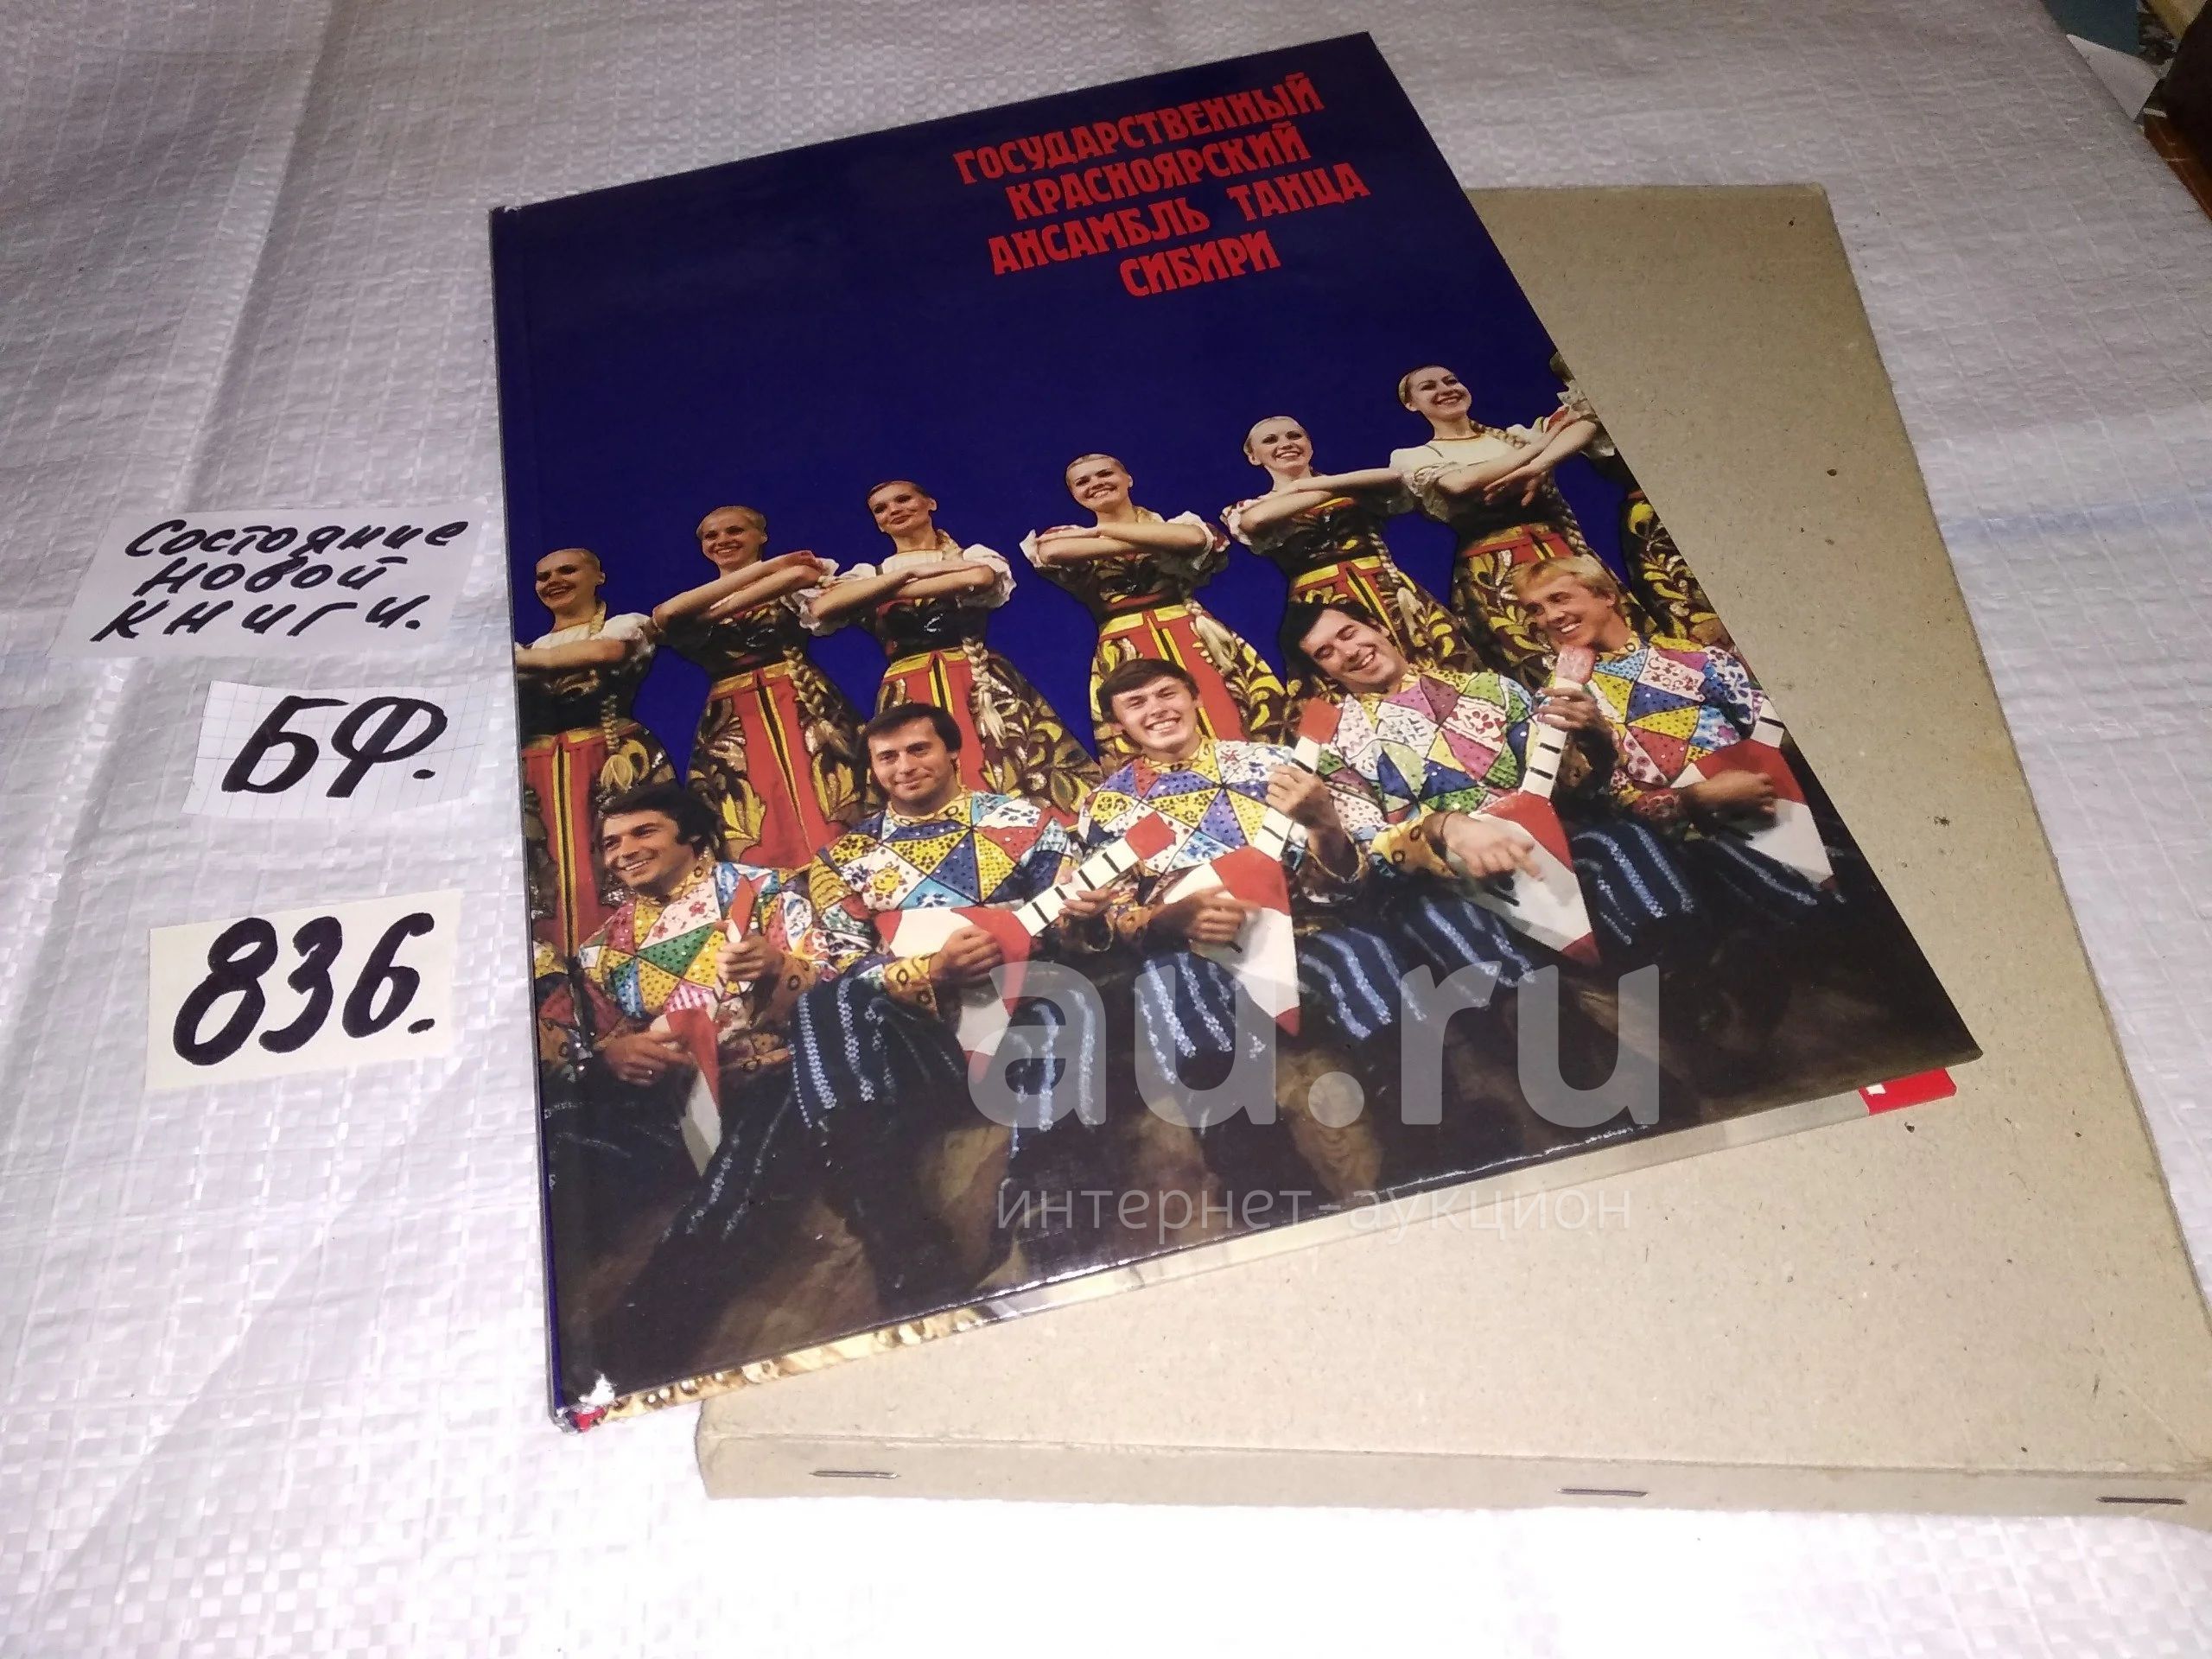 ГОСУДАРСТВЕННЫЙ
КРАСНОЯРСКИЙ
АНСАМБЛЬ ТАНЦА
СИБИРИ
Состояние
новой
книги.
БФ.
836.
au.ru
интернет-аукцион